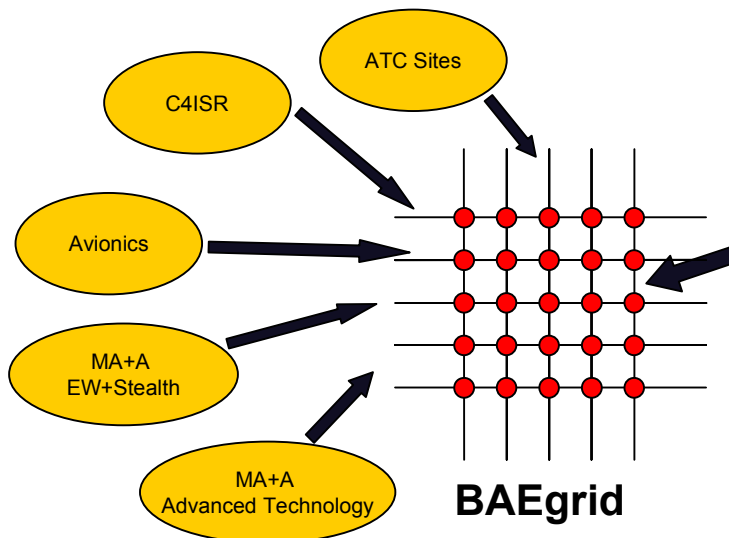 ATC Sites
C4ISR
Avionics
MA+A
EW+Stealth
MA+A
Advanced Technology
BAEgrid